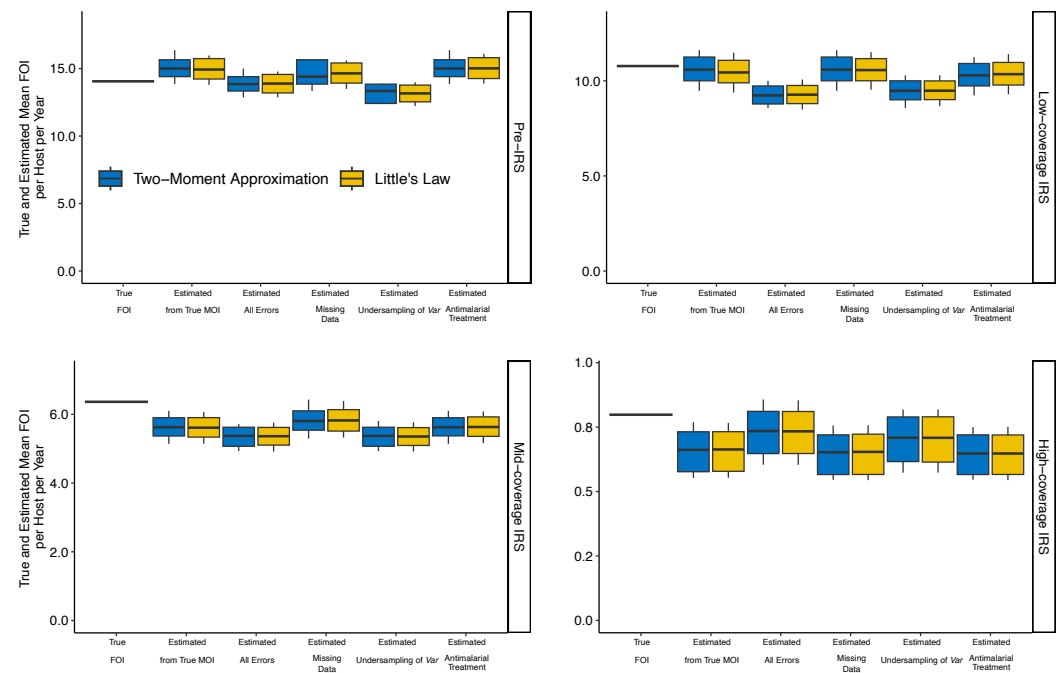 True and Estimated Mean FOI
per Host per Year
15.0
10.0
5.0
0.0
Two−Moment Approximation
Little's Law
True
FOI
Estimated
from True MOI
Estimated
All Errors
Estimated
Missing
Data
Estimated
Undersampling of Var
Estimated
Antimalarial
Treatment
Pre−IRS
10.0
5.0
0.0
True
FOI
Estimated
from True MOI
Estimated
All Errors
Estimated
Missing
Data
Estimated
Undersampling of Var
Estimated
Antimalarial
Treatment
Low−coverage IRS
True and Estimated Mean FOI
per Host per Year
6.0
4.0
2.0
0.0
True
FOI
Estimated
from True MOI
Estimated
All Errors
Estimated
Missing
Data
Estimated
Undersampling of Var
Estimated
Antimalarial
Treatment
Mid−coverage IRS
1.0
0.8
0.5
0.2
0.0
True
FOI
Estimated
from True MOI
Estimated
All Errors
Estimated
Missing
Data
Estimated
Undersampling of Var
Estimated
Antimalarial
Treatment
High−coverage IRS